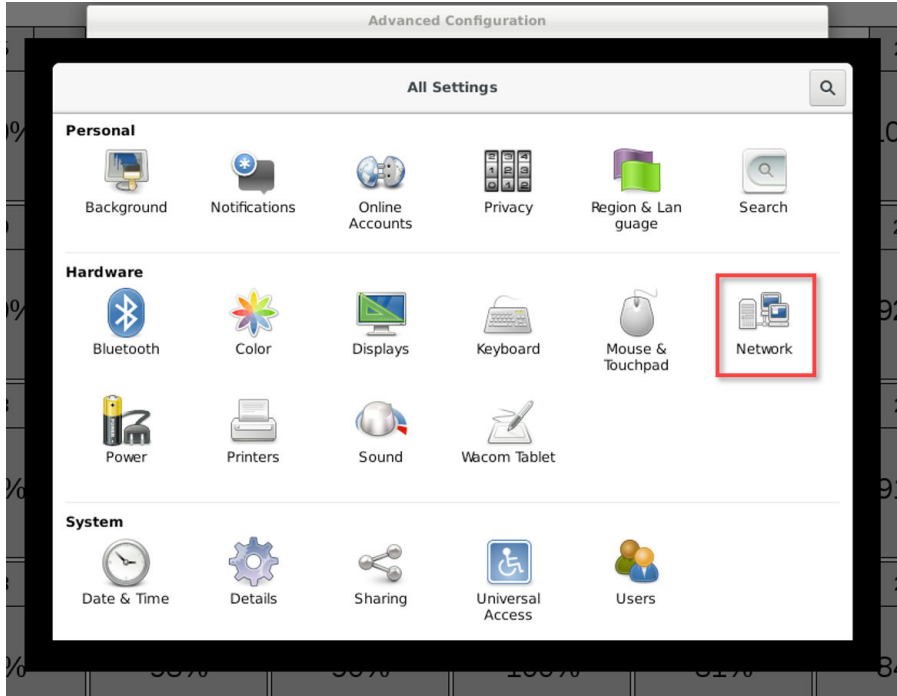 Advanced Configuration
All Settings
Personal
Background
Notifications
Online
Accounts
Privacy
Region & Lan
guage
Search
Hardware
Bluetooth
Color
Displays
Keyboard
Mouse &
Touchpad
Network
Power
Printers
Sound
Wacom Tablet
System
Date & Time
Details
Sharing
Universal
Access
Users